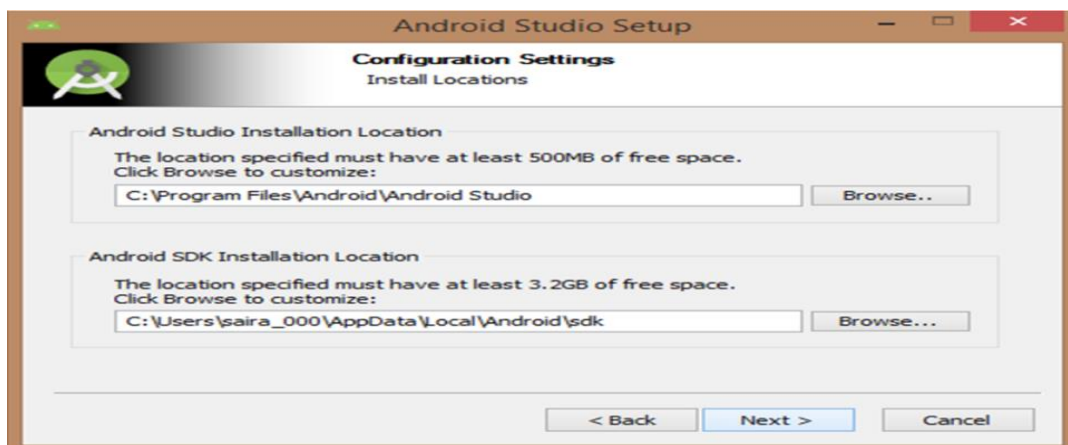 Android Studio Setup
Configuration Settings
Install Locations
Android Studio Installation Location
The location specified must have at least 500MB of free space.
Click Browse to customize:
C:\Program Files\Android\Android Studio
Browse..
Android SDK Installation Location
The location specified must have at least 3.2GB of free space.
Click Browse to customize:
C:\Users\saira_000\AppData\Local\Android\sdk
Browse...
< Back
Next >
Cancel